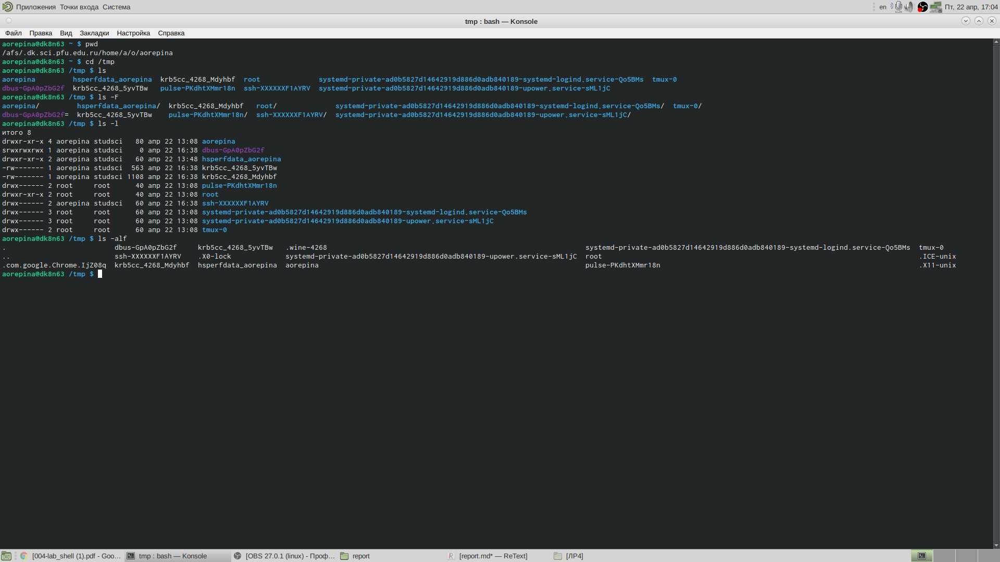 Приложения Точки входа Система en Пт, 22 апр, 17:04
tmp : bash — Konsole
Файл Правка Вид Закладки Настройка Справка
aorepina@dk8n63 ~ $ pwd
/afs/.dk.sci.pfu.edu.ru/home/a/o/aorepina
aorepina@dk8n63 ~ $ cd /tmp
aorepina@dk8n63 /tmp $ ls
aorepina hsperfdata_aorepina krb5cc_4268_Mdyhbf root systemd-private-ad0b5827d14642919d886d0adb840189-systemd-logind.service-Qo5BMs tmux-0
dbus-GpA0pZbG2f krb5cc_4268_5yvTBw pulse-PKdhtXMmr18n ssh-XXXXXXF1AYRV systemd-private-ad0b5827d14642919d886d0adb840189-upower.service-sML1jC
aorepina@dk8n63 /tmp $ ls -F
aorepina/ hsperfdata_aorepina/ krb5cc_4268_Mdyhbf root/ systemd-private-ad0b5827d14642919d886d0adb840189-systemd-logind.service-Qo5BMs/ tmux-0/
dbus-GpA0pZbG2f= krb5cc_4268_5yvTBw pulse-PKdhtXMmr18n/ ssh-XXXXXXF1AYRV/ systemd-private-ad0b5827d14642919d886d0adb840189-upower.service-sML1jC/
aorepina@dk8n63 /tmp $ ls -l
итого 8
drwxr-xr-x 4 aorepina studsci 80 апр 22 13:08 aorepina
srwxrwxrwx 1 aorepina studsci 0 апр 22 16:38 dbus-GpA0pZbG2f
drwxr-xr-x 2 aorepina studsci 60 апр 22 13:48 hsperfdata_aorepina
-rw------- 1 aorepina studsci 563 апр 22 16:38 krb5cc_4268_5yvTBw
-rw------- 1 aorepina studsci 1108 апр 22 16:38 krb5cc_4268_Mdyhbf
drwx------ 2 root root 40 апр 22 13:08 pulse-PKdhtXMmr18n
drwxr-xr-x 2 root root 40 апр 22 13:08 root
drwx------ 2 aorepina studsci 60 апр 22 16:38 ssh-XXXXXXF1AYRV
drwx------ 3 root root 60 апр 22 13:08 systemd-private-ad0b5827d14642919d886d0adb840189-systemd-logind.service-Qo5BMs
drwx------ 3 root root 60 апр 22 13:08 systemd-private-ad0b5827d14642919d886d0adb840189-upower.service-sML1jC
drwx------ 2 root root 60 апр 22 13:08 tmux-0
aorepina@dk8n63 /tmp $ ls -alf
. dbus-GpA0pZbG2f krb5cc_4268_5yvTBw .wine-4268 systemd-private-ad0b5827d14642919d886d0adb840189-systemd-logind.service-Qo5BMs tmux-0
.. ssh-XXXXXXF1AYRV .X0-lock systemd-private-ad0b5827d14642919d886d0adb840189-upower.service-sML1jC root .ICE-unix
.com.google.Chrome.IjZ08q krb5cc_4268_Mdyhbf hsperfdata_aorepina aorepina pulse-PKdhtXMmr18n .X11-unix
aorepina@dk8n63 /tmp $
[004-lab_shell (1).pdf - Goo... tmp : bash — Konsole [OBS 27.0.1 (linux) - Проф... report [report.md* — ReText] [ЛР4]